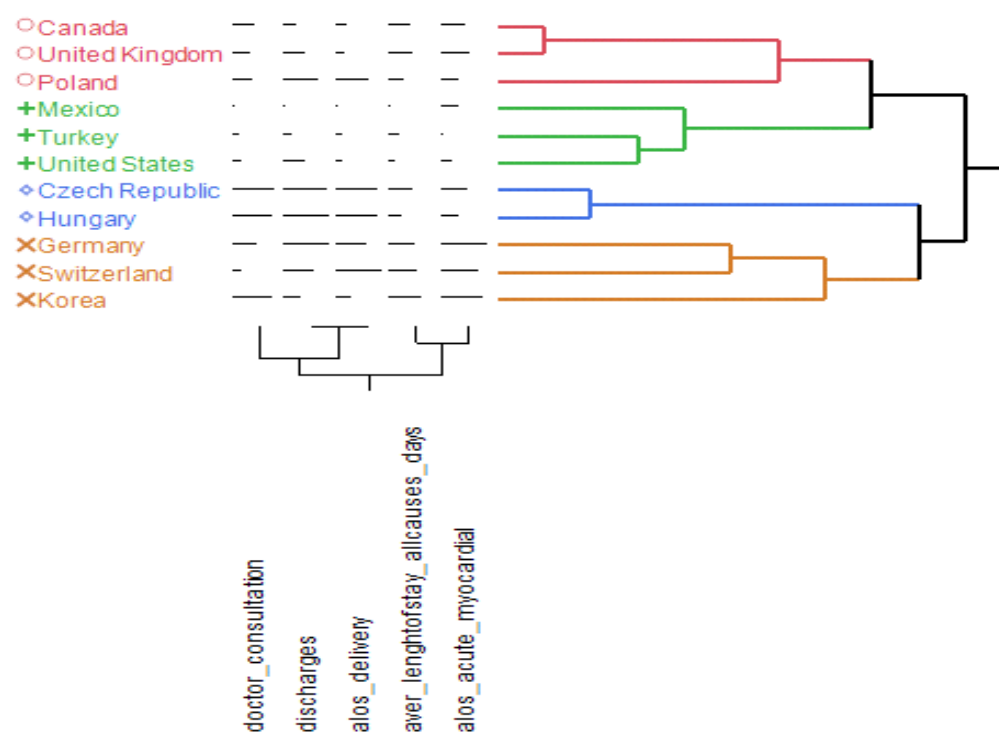 Canada
United Kingdom
Poland
Mexico
Turkey
United States
Czech Republic
Hungary
Germany
Switzerland
Korea
doctor_consultation
discharges
alos_delivery
aver_lenghtofstay_allcauses_days
alos_acute_myocardial